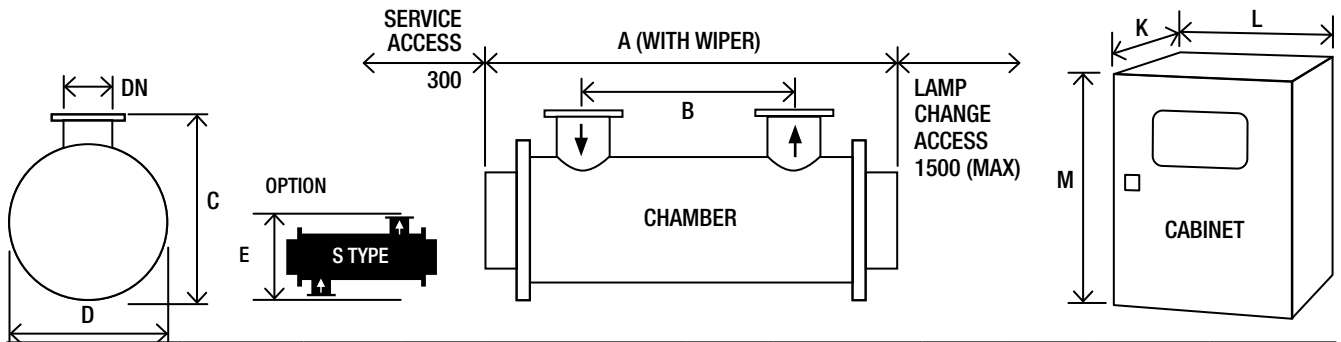 DN
C
D
OPTION
E
S TYPE
SERVICE
ACCESS
300
A (WITH WIPER)
B
CHAMBER
LAMP
CHANGE
ACCESS
1500 (MAX)
K
L
M
CABINET